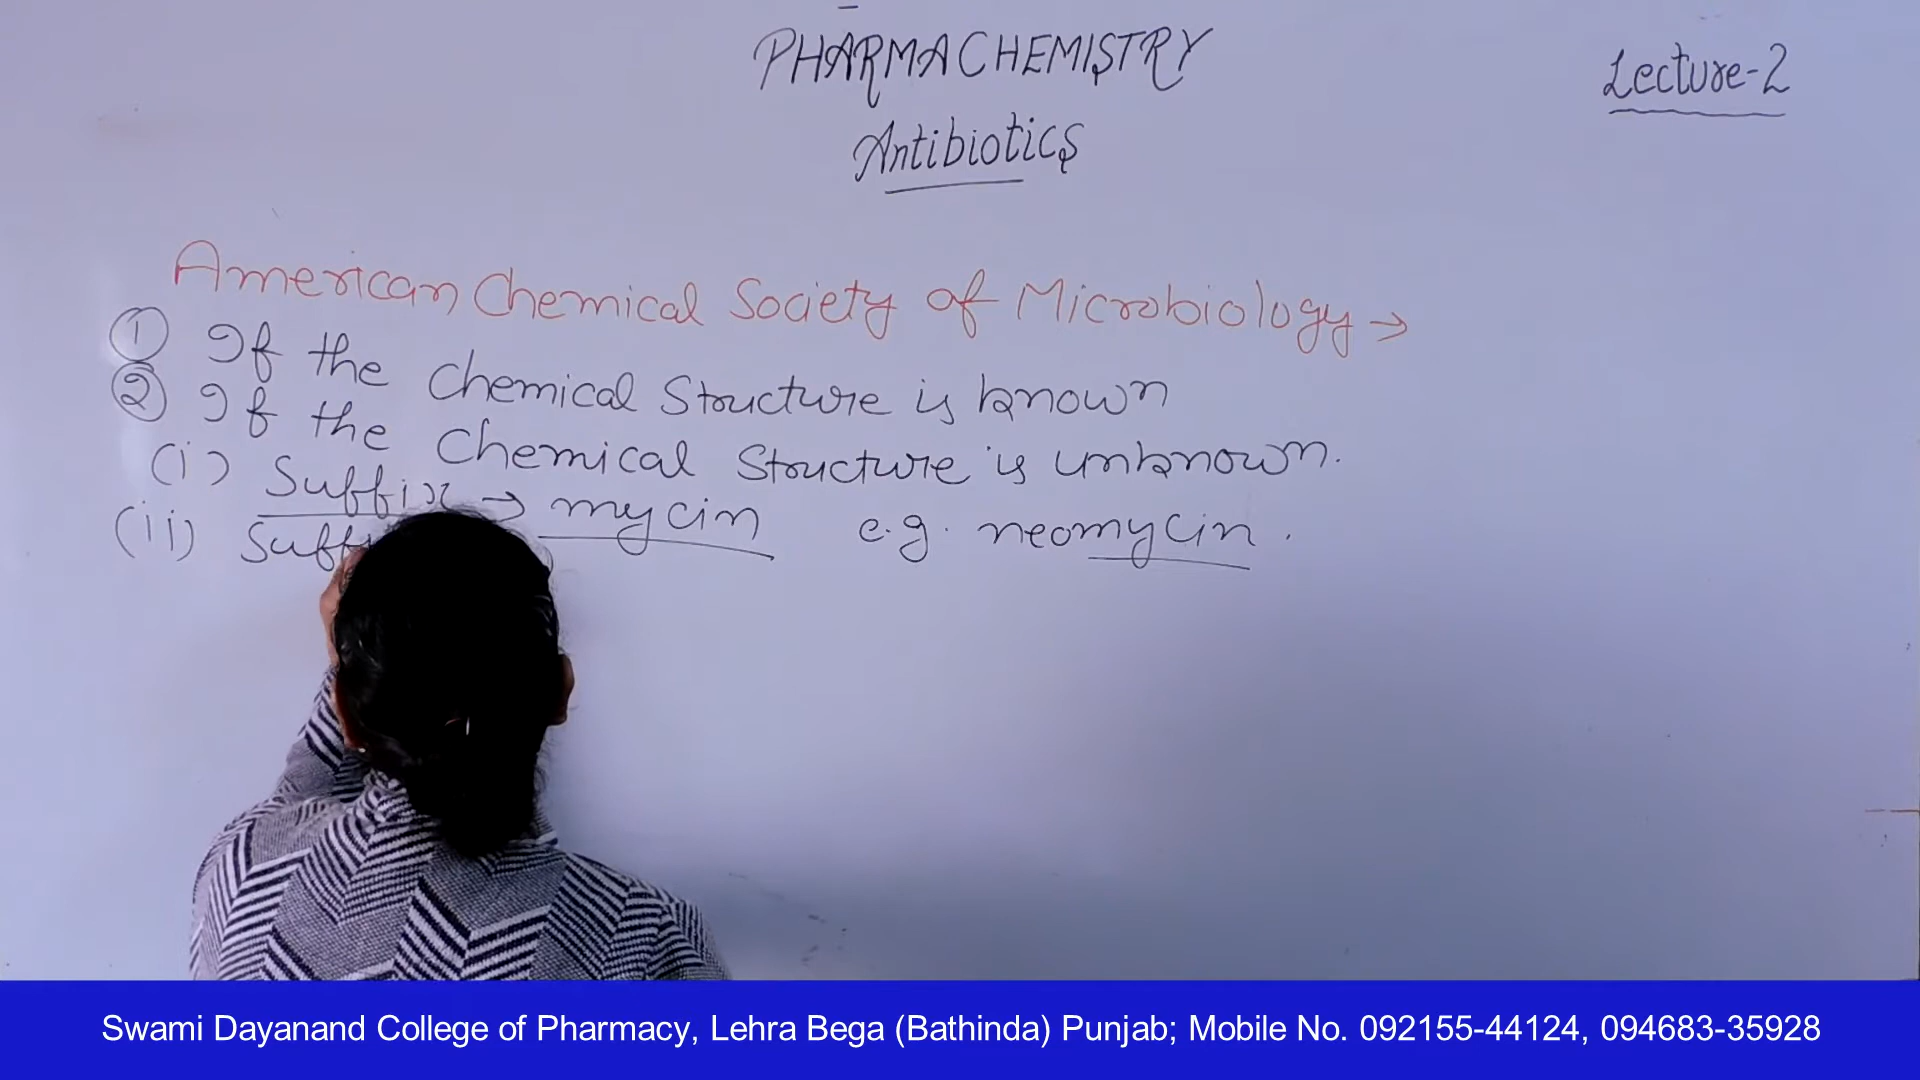 PHARMACHEMISTRY
Lecture-2
Antibiotics
American Chemical Society of Microbiology →
① If the Chemical Structure is known
② If the Chemical Structure is unknown.
(i) Suffix → mycin e.g. neomycin.
(ii) Suff
Swami Dayanand College of Pharmacy, Lehra Bega (Bathinda) Punjab; Mobile No. 092155-44124, 094683-35928